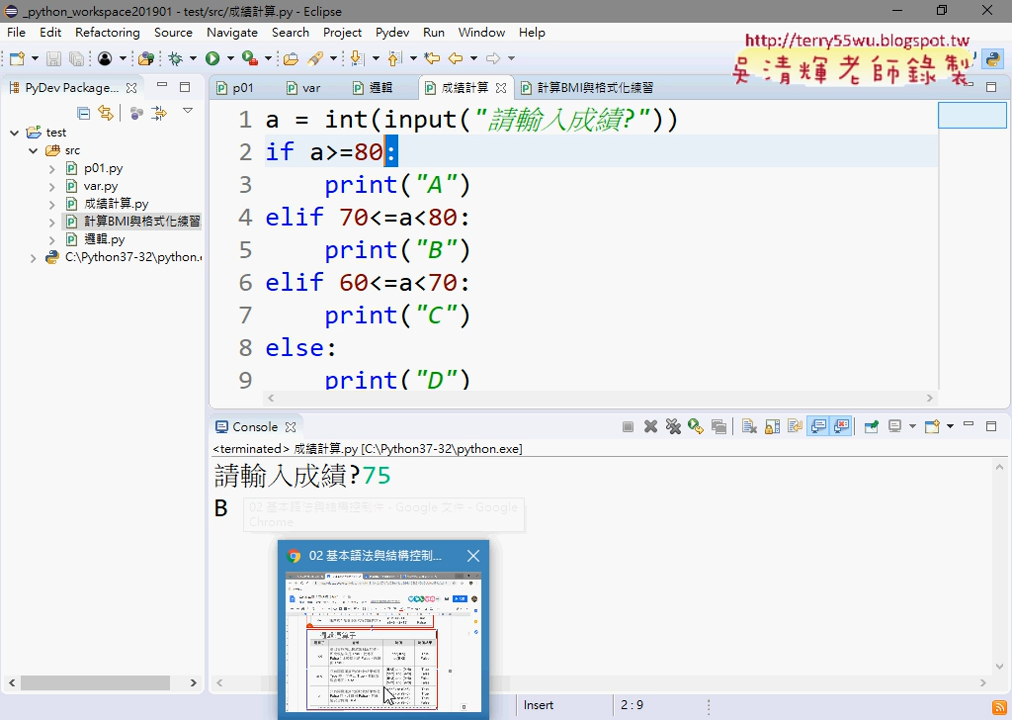 _python_workspace201901 - test/src/成績計算.py - Eclipse
File Edit Refactoring Source Navigate Search Project Pydev Run Window Help
http://terry55wu.blogspot.tw
吳清輝老師錄製
PyDev Package...
p01 var 邏輯 成績計算 計算BMI與格式化練習
test
src
p01.py
var.py
成績計算.py
計算BMI與格式化練習
邏輯.py
C:\Python37-32\python.e
1 a = int(input("請輸入成績?"))
2 if a>=80:
3 print("A")
4 elif 70<=a<80:
5 print("B")
6 elif 60<=a<70:
7 print("C")
8 else:
9 print("D")
Console
<terminated> 成績計算.py [C:\Python37-32\python.exe]
請輸入成績?75
B
02 基本語法與結構控制件 - Google 文件 - Google
Chrome
02 基本語法與結構控制...
Insert
2 : 9